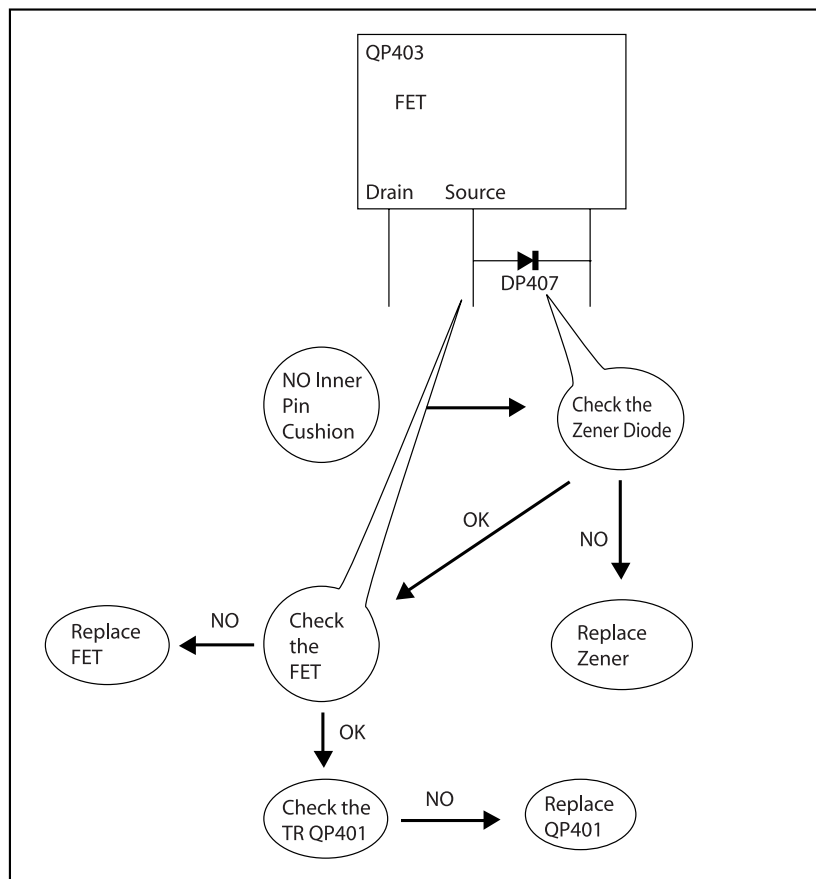 QP403
FET
Drain Source
DP407
NO Inner
Pin
Cushion
Check the
Zener Diode
OK
NO
Replace
FET
NO
Check
the
FET
Replace
Zener
OK
Check the
TR QP401
NO
Replace
QP401